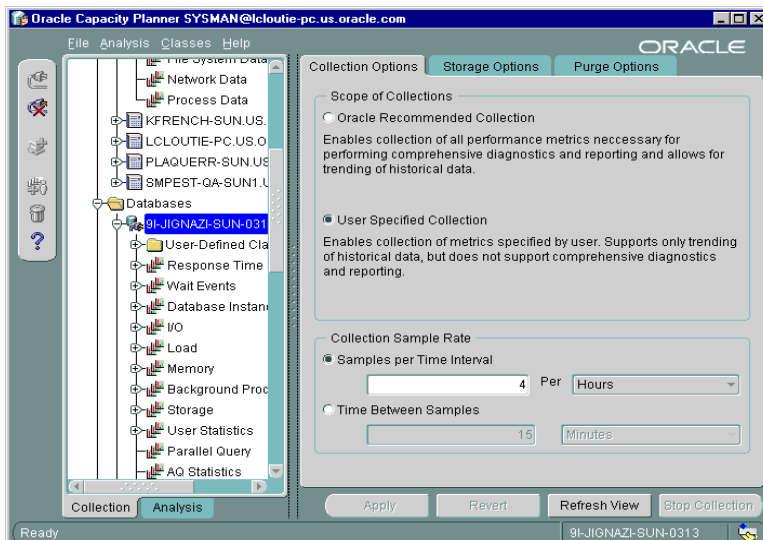 Oracle Capacity Planner SYSMAN@lcloutie-pc.us.oracle.com
File Analysis Classes Help
ORACLE
File System Data
Network Data
Process Data
KFRENCH-SUN.US.
LCLOUTIE-PC.US.O
PLAQUERR-SUN.US
SMPEST-QA-SUN1.U
Databases
9I-JIGNAZI-SUN-031
User-Defined Cla
Response Time
Wait Events
Database Instan
I/O
Load
Memory
Background Proc
Storage
User Statistics
Parallel Query
AQ Statistics
Collection Analysis
Collection Options Storage Options Purge Options
Scope of Collections
Oracle Recommended Collection
Enables collection of all performance metrics neccessary for
performing comprehensive diagnostics and reporting and allows for
trending of historical data.
User Specified Collection
Enables collection of metrics specified by user. Supports only trending
of historical data, but does not support comprehensive diagnostics
and reporting.
Collection Sample Rate
Samples per Time Interval
4 Per Hours
Time Between Samples
15 Minutes
Apply Revert Refresh View Stop Collection
Ready 9I-JIGNAZI-SUN-0313